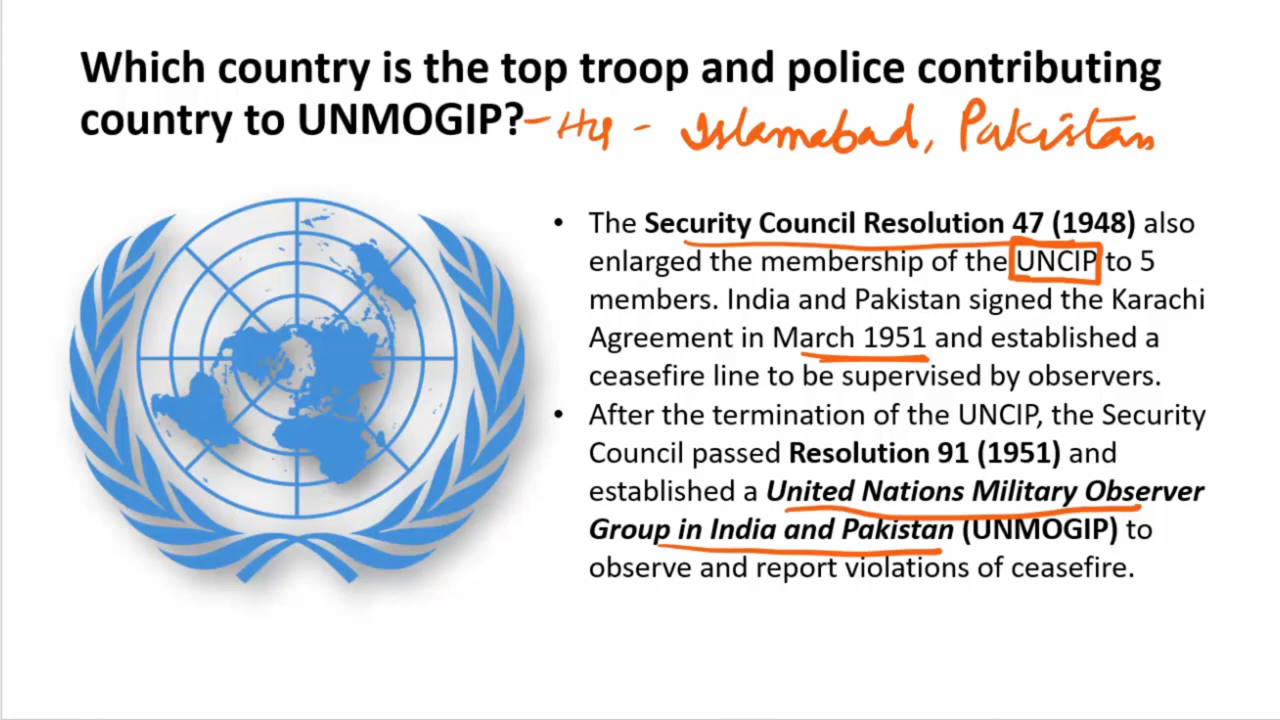 Which country is the top troop and police contributing
country to UNMOGIP? - HQ - Islamabad, Pakistan
• The Security Council Resolution 47 (1948) also
enlarged the membership of the UNCIP to 5
members. India and Pakistan signed the Karachi
Agreement in March 1951 and established a
ceasefire line to be supervised by observers.
• After the termination of the UNCIP, the Security
Council passed Resolution 91 (1951) and
established a United Nations Military Observer
Group in India and Pakistan (UNMOGIP) to
observe and report violations of ceasefire.